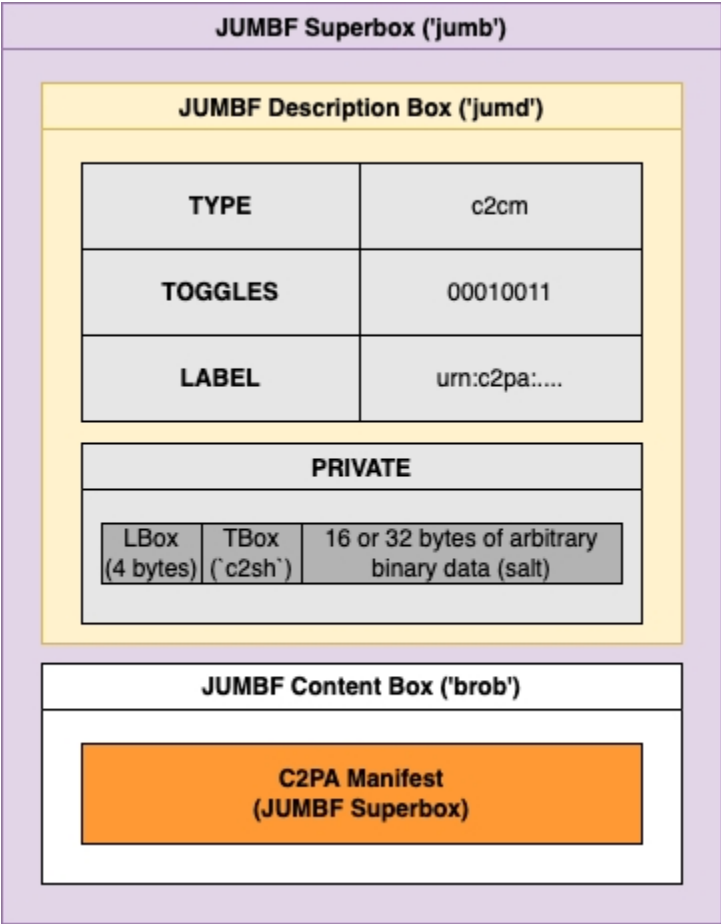 JUMBF Superbox ('jumb')
JUMBF Description Box ('jumd')
TYPE c2cm
TOGGLES 00010011
LABEL urn:c2pa:....
PRIVATE
LBox TBox 16 or 32 bytes of arbitrary
(4 bytes) (`c2sh`) binary data (salt)
JUMBF Content Box ('brob')
C2PA Manifest
(JUMBF Superbox)